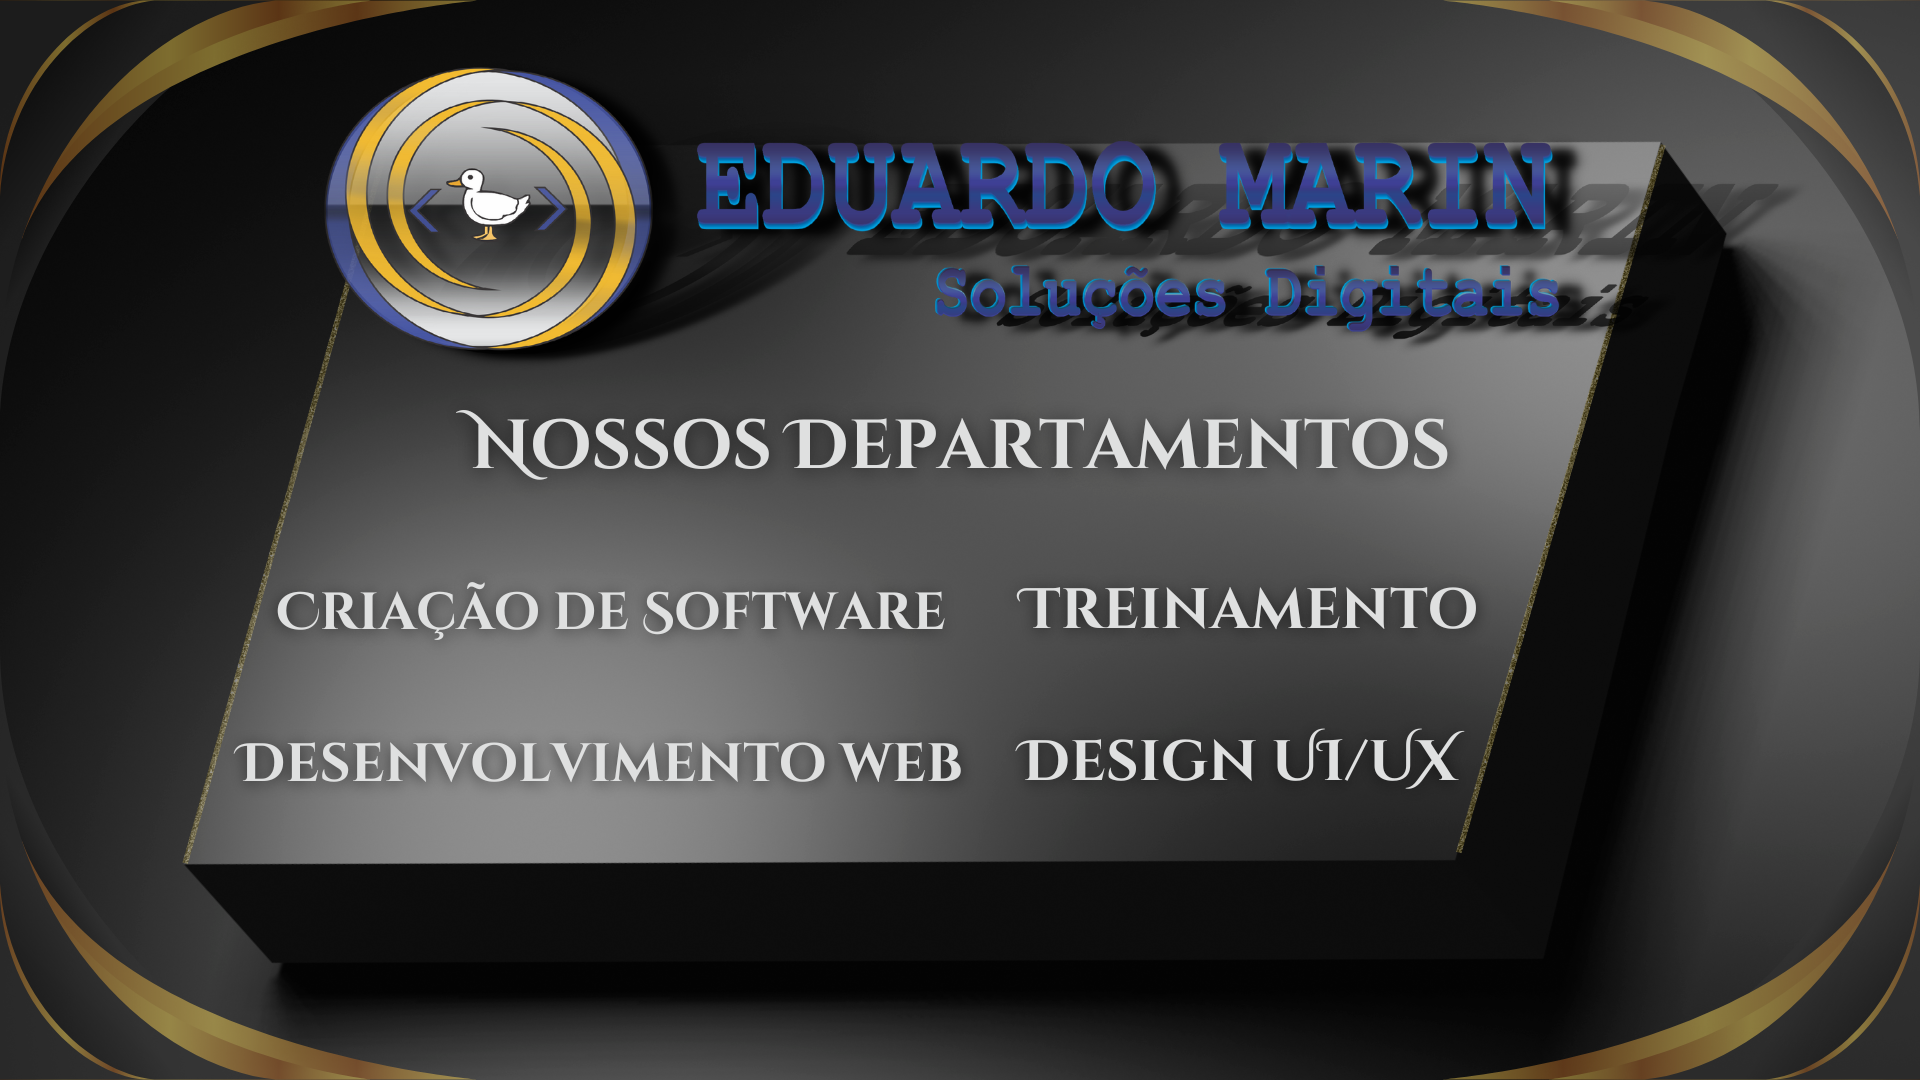 EDUARDO MARIN
Soluções Digitais
Nossos Departamentos
Criação de Software
Treinamento
Desenvolvimento web
Design UI/UX